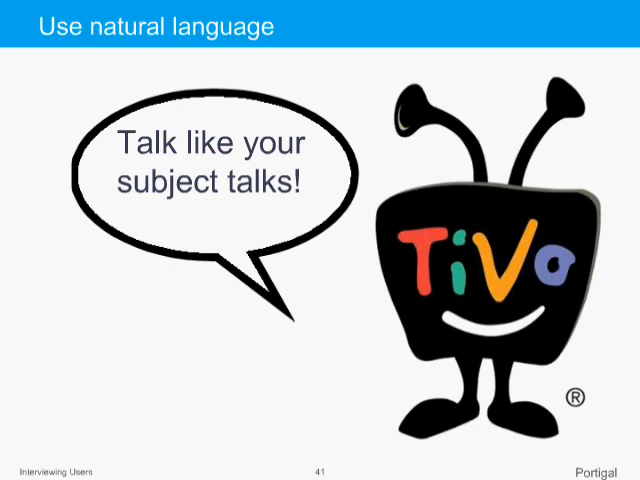 Use natural language
Talk like your
subject talks!
TiVo
®
Interviewing Users
41
Portigal